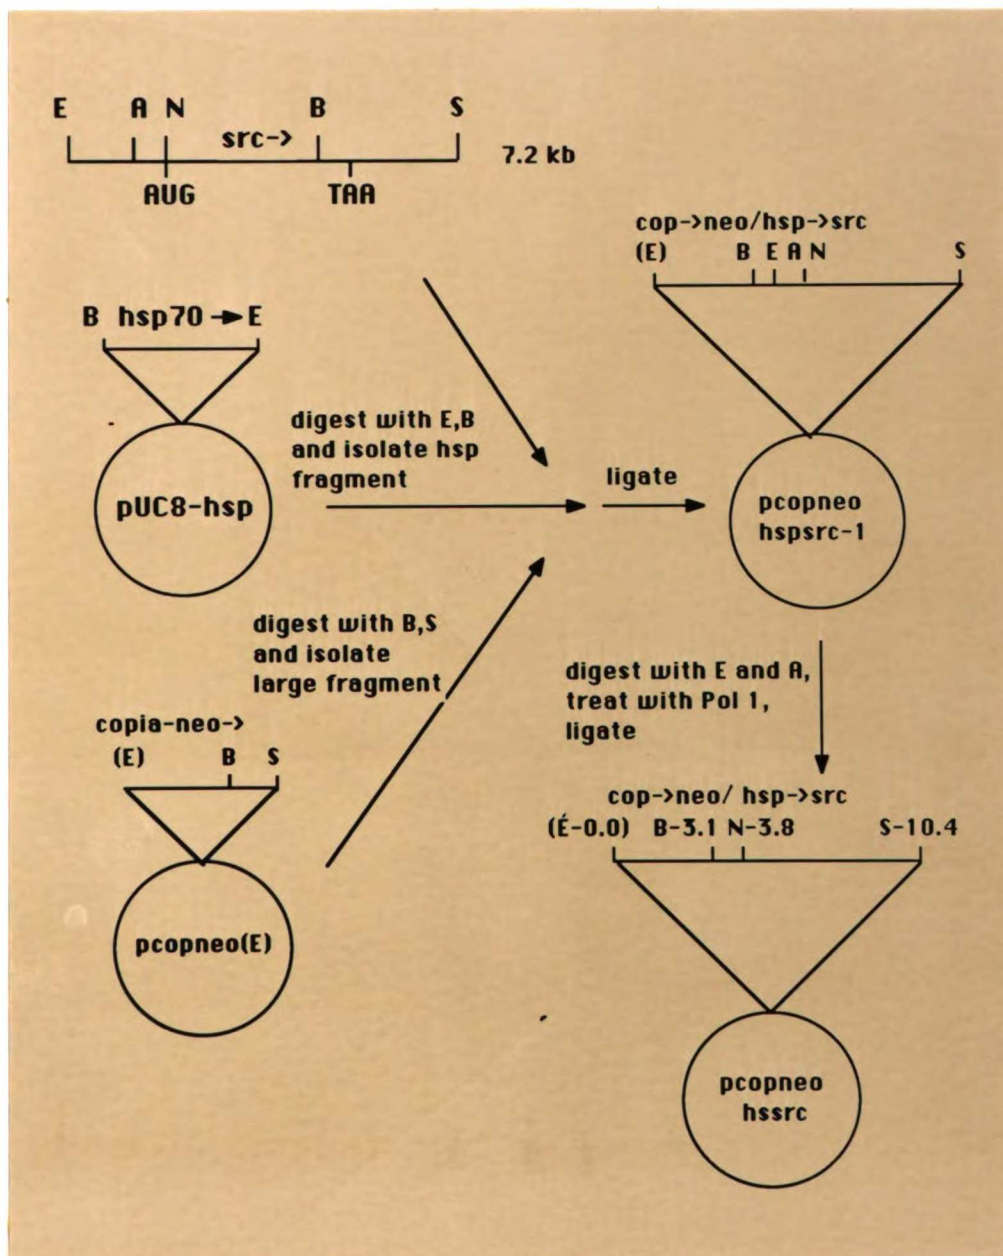 E A N B S
src->
7.2 kb
AUG TAA
cop->neo/hsp->src
(E) B E A N S
B hsp70 → E
digest with E,B
and isolate hsp
fragment
ligate
pUC8-hsp
pcopneo
hspsrc-1
digest with B,S
and isolate
large fragment
digest with E and A,
treat with Pol 1,
ligate
copia-neo->
(E) B S
cop->neo/ hsp->src
(É-0.0) B-3.1 N-3.8 S-10.4
pcopneo(E)
pcopneo
hssrc